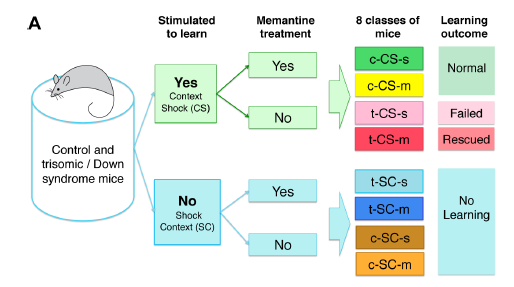 A
Stimulated
to learn
Memantine
treatment
8 classes of
mice
Learning
outcome
Control and
trisomic / Down
syndrome mice
Yes
Context
Shock (CS)
No
Shock
Context (SC)
Yes
No
Yes
No
c-CS-s
c-CS-m
t-CS-s
t-CS-m
t-SC-s
t-SC-m
c-SC-s
c-SC-m
Normal
Failed
Rescued
No
Learning